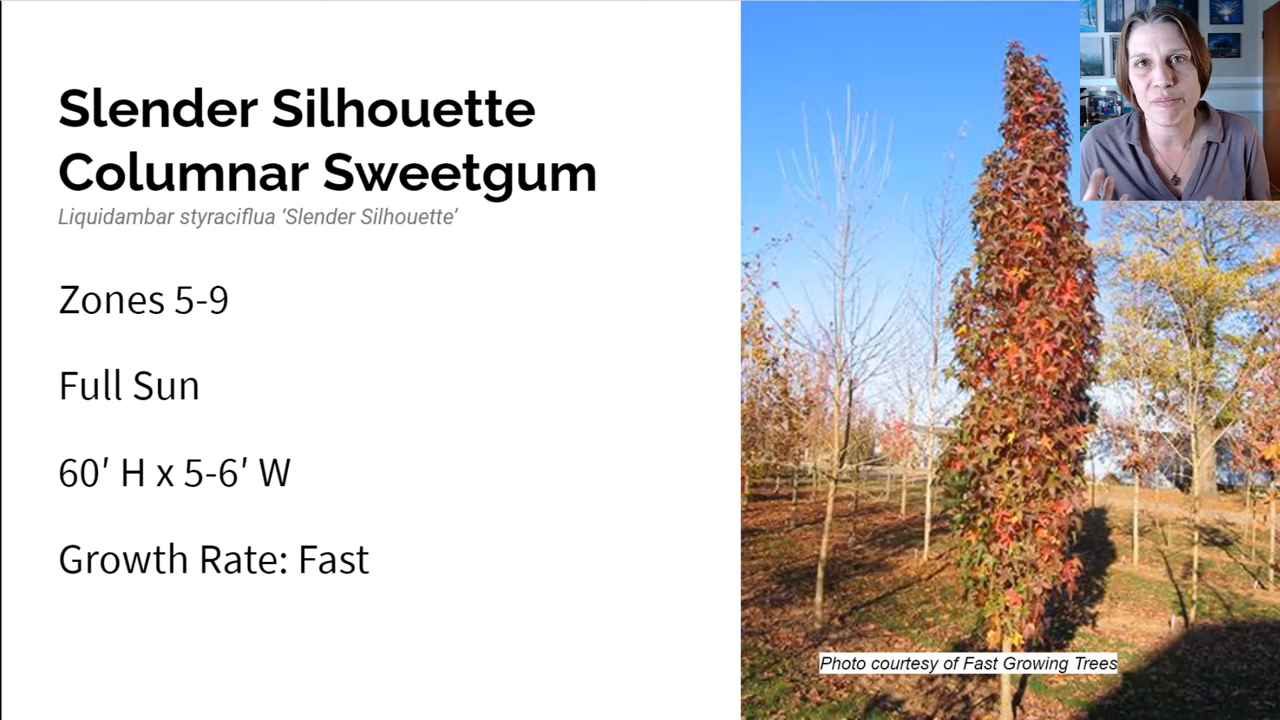 Slender Silhouette
Columnar Sweetgum
Liquidambar styraciflua ‘Slender Silhouette’
Zones 5-9
Full Sun
60′ H x 5-6′ W
Growth Rate: Fast
Photo courtesy of Fast Growing Trees